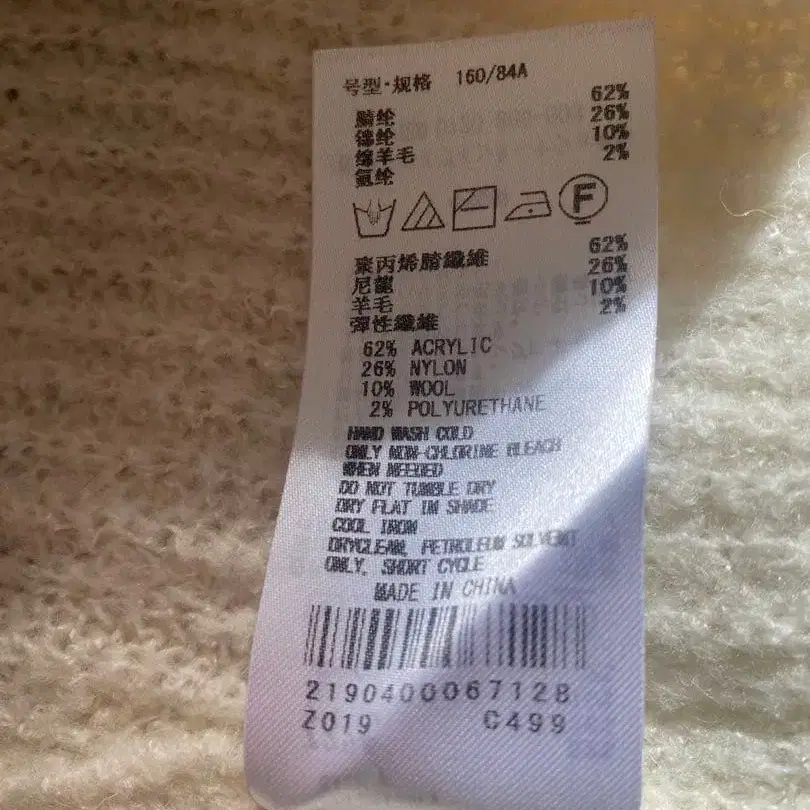 号型·规格 160/84A
腈纶 62%
锦纶 26%
绵羊毛 10%
氨纶 2%
F
聚丙烯腈纖維 62%
尼龍 26%
羊毛 10%
彈性纖維 2%
62% ACRYLIC
26% NYLON
10% WOOL
2% POLYURETHANE
HAND WASH COLD
ONLY NON-CHLORINE BLEACH
WHEN NEEDED
DO NOT TUMBLE DRY
DRY FLAT IN SHADE
COOL IRON
DRYCLEAN, PETROLEUM SOLVENT
ONLY, SHORT CYCLE
MADE IN CHINA
2190400067128
Z019 C499